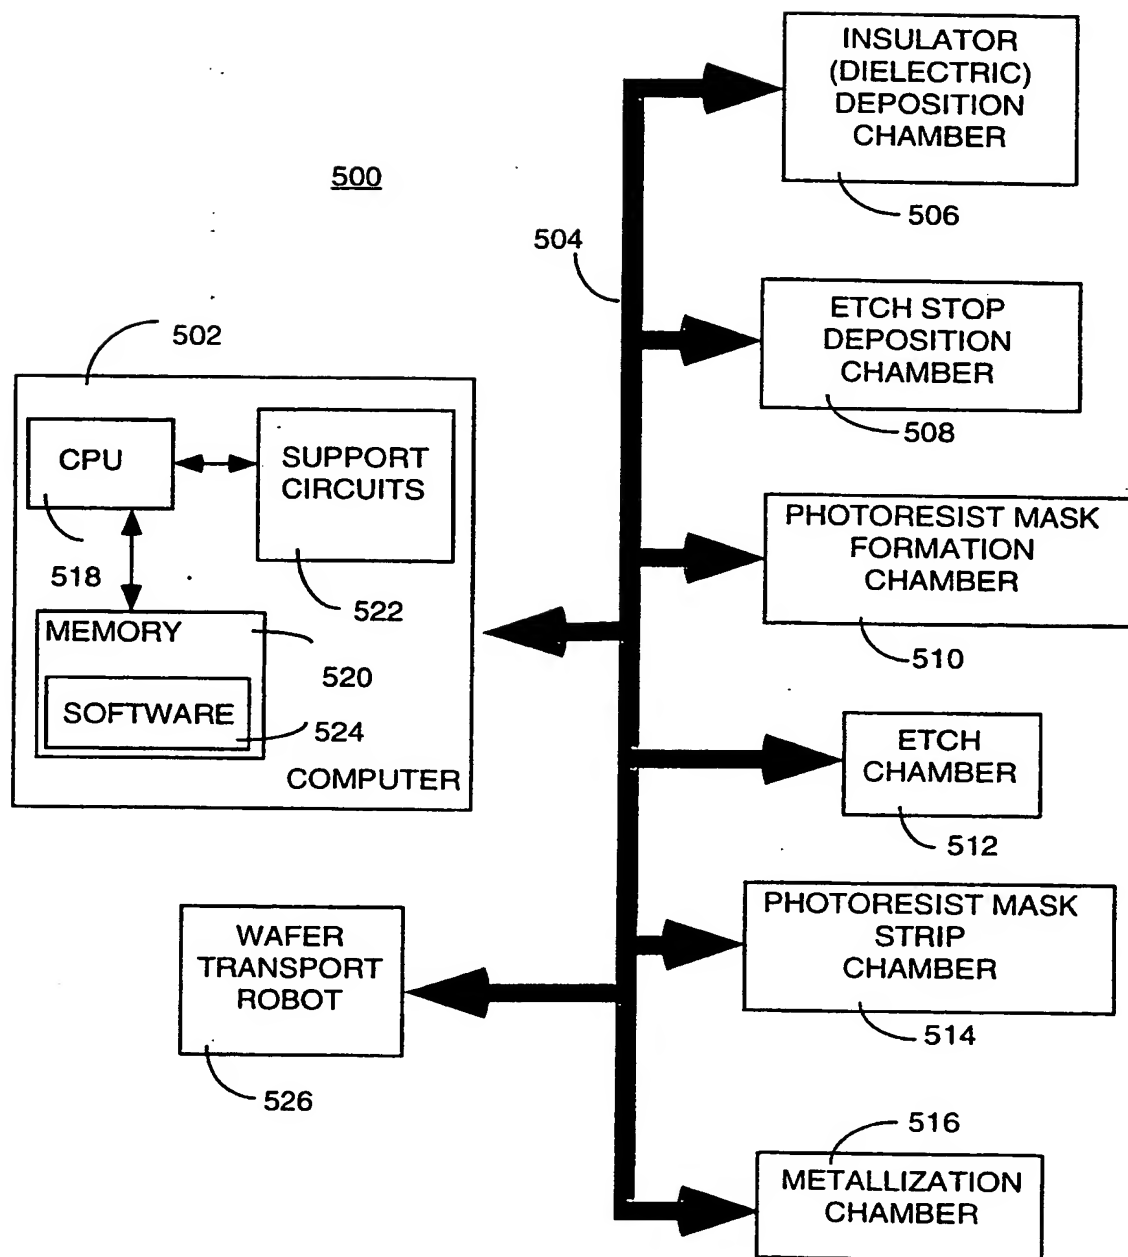 500
504
INSULATOR
(DIELECTRIC)
DEPOSITION
CHAMBER
506
ETCH STOP
DEPOSITION
CHAMBER
508
PHOTORESIST MASK
FORMATION
CHAMBER
510
ETCH
CHAMBER
512
PHOTORESIST MASK
STRIP
CHAMBER
514
516
METALLIZATION
CHAMBER
502
CPU
518
SUPPORT
CIRCUITS
522
MEMORY
520
SOFTWARE
524
COMPUTER
WAFER
TRANSPORT
ROBOT
526